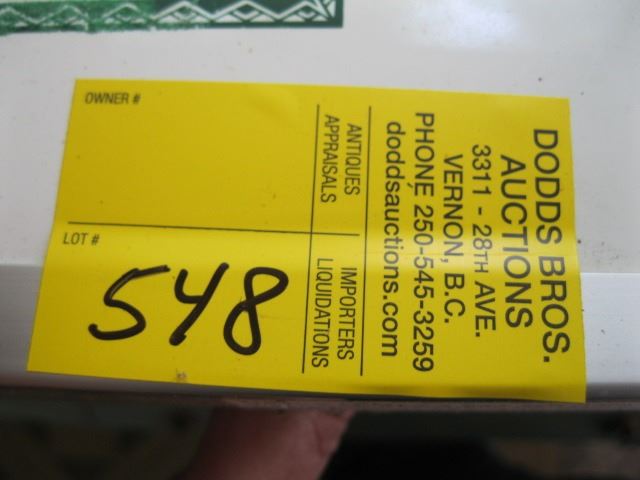 DODDS BROS.
AUCTIONS
3311 - 28TH AVE.
VERNON, B.C.
PHONE 250-545-3259
doddsauctions.com
ANTIQUES IMPORTERS
APPRAISALS LIQUIDATIONS
OWNER #
LOT #
548